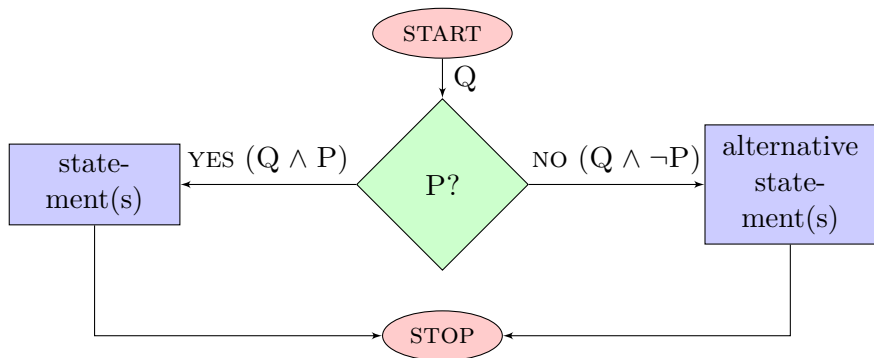 START
Q
YES (Q ∧ P)
NO (Q ∧ ¬P)
state-
ment(s)
P?
alternative
state-
ment(s)
STOP